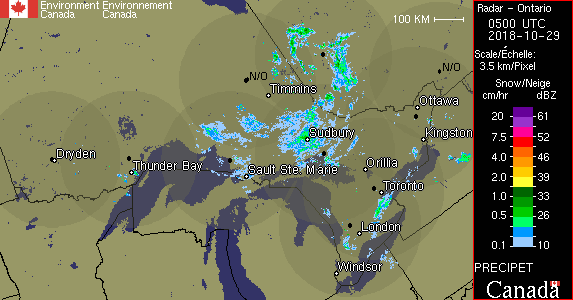 Environment Environnement
Canada Canada
100 KM
N/O
N/O
Timmins
Ottawa
Sudbury
Kingston
Dryden
Thunder Bay
Sault Ste. Marie
Orillia
Toronto
London
Windsor
Radar - Ontario
0500 UTC
2018-10-29
Scale/Échelle:
3.5 km/Pixel
Snow/Neige
cm/hr dBZ
20 61
7.5 52
4.0 46
2.0 39
1.0 33
0.5 26
0.1 10
PRECIPET
Canada